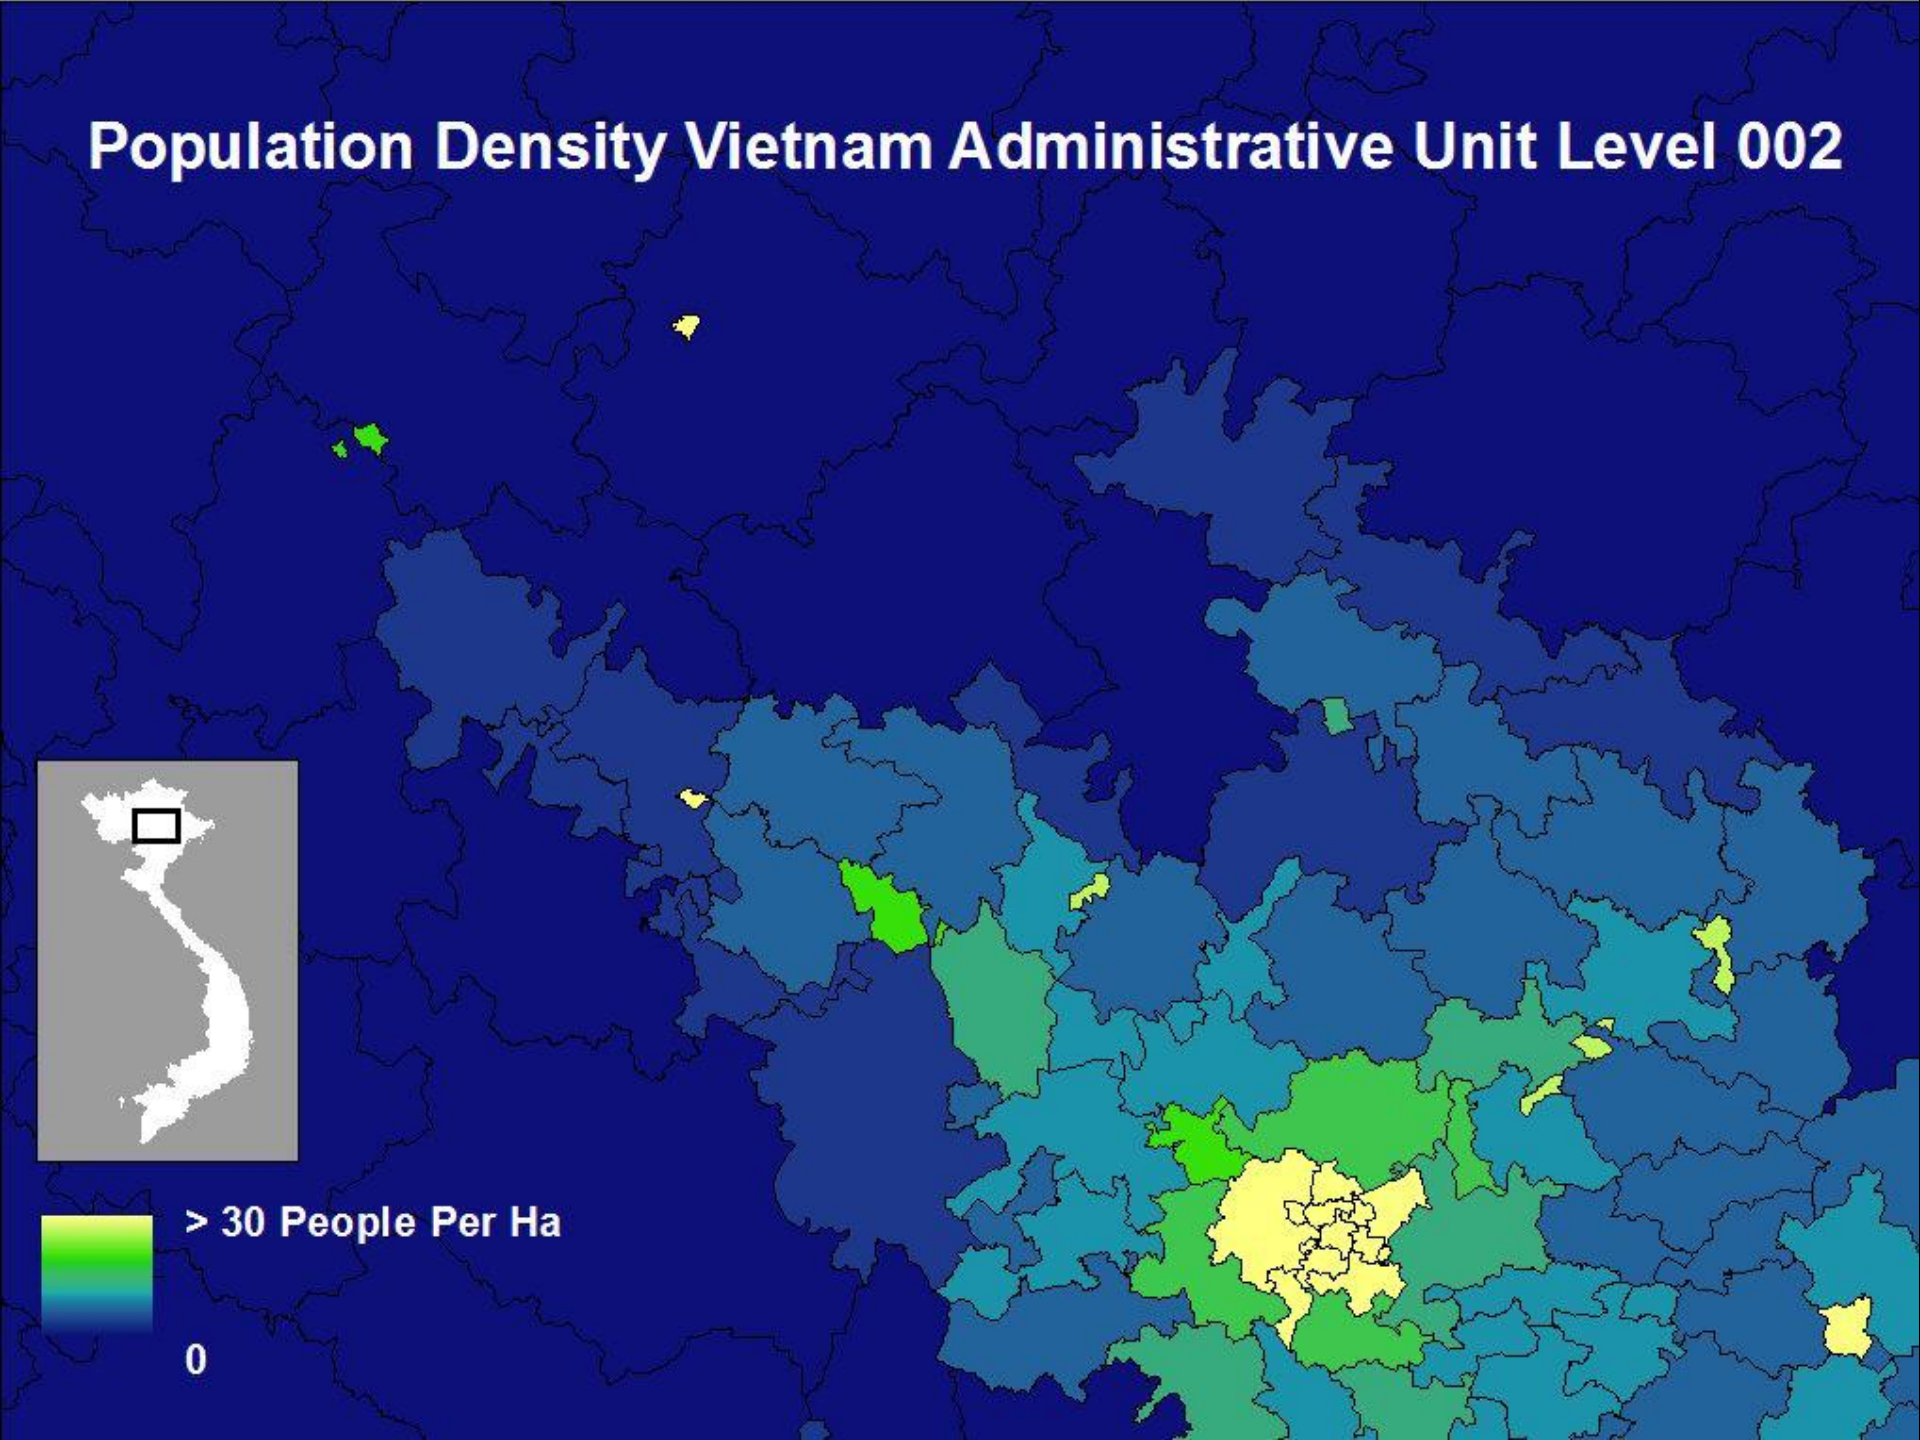 Population Density Vietnam Administrative Unit Level 002
> 30 People Per Ha
0